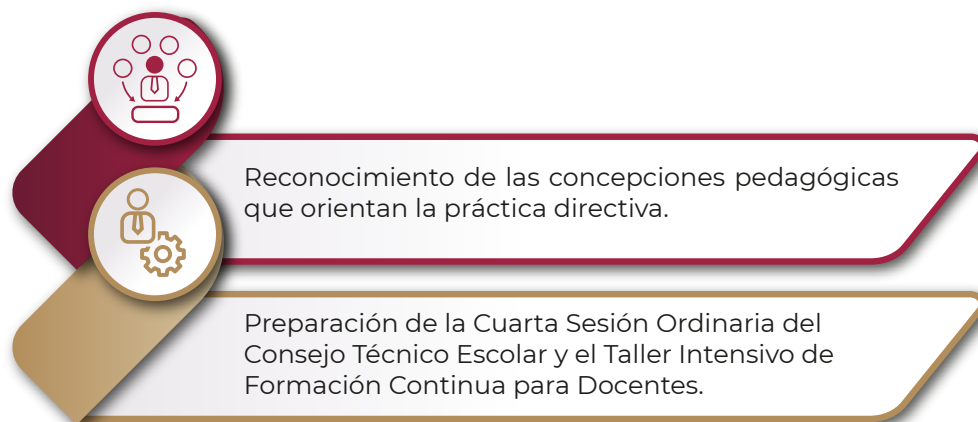 Reconocimiento de las concepciones pedagógicas
que orientan la práctica directiva.
Preparación de la Cuarta Sesión Ordinaria del
Consejo Técnico Escolar y el Taller Intensivo de
Formación Continua para Docentes.